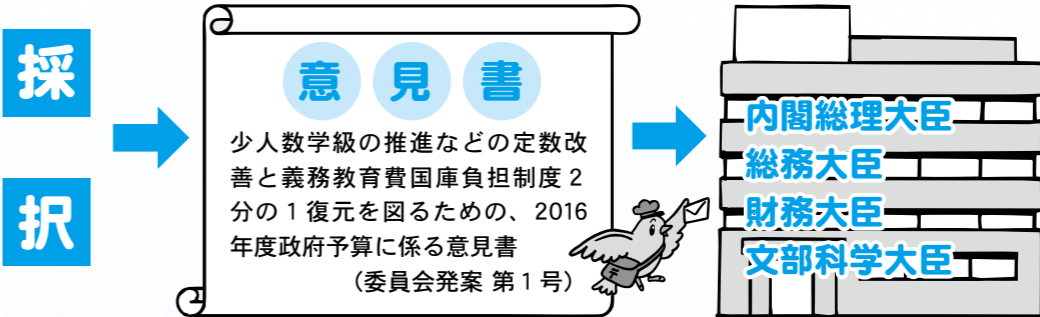 採
択
意見書
少人数学級の推進などの定数改
善と義務教育費国庫負担制度2
分の1復元を図るための、2016
年度政府予算に係る意見書
(委員会発案 第1号)
内閣総理大臣
総務大臣
財務大臣
文部科学大臣